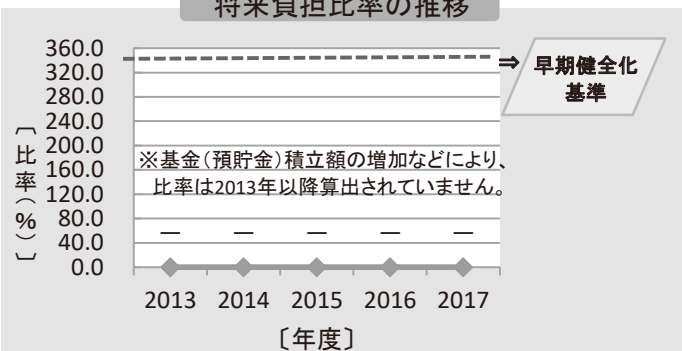 将来負担比率の推移
360.0
320.0
280.0
240.0
200.0
160.0
120.0
80.0
40.0
0.0
〔比率(%)〕
⇒
早期健全化
基準
※基金(預貯金)積立額の増加などにより、
比率は2013年以降算出されていません。
― ― ― ― ―
2013 2014 2015 2016 2017
〔年度〕